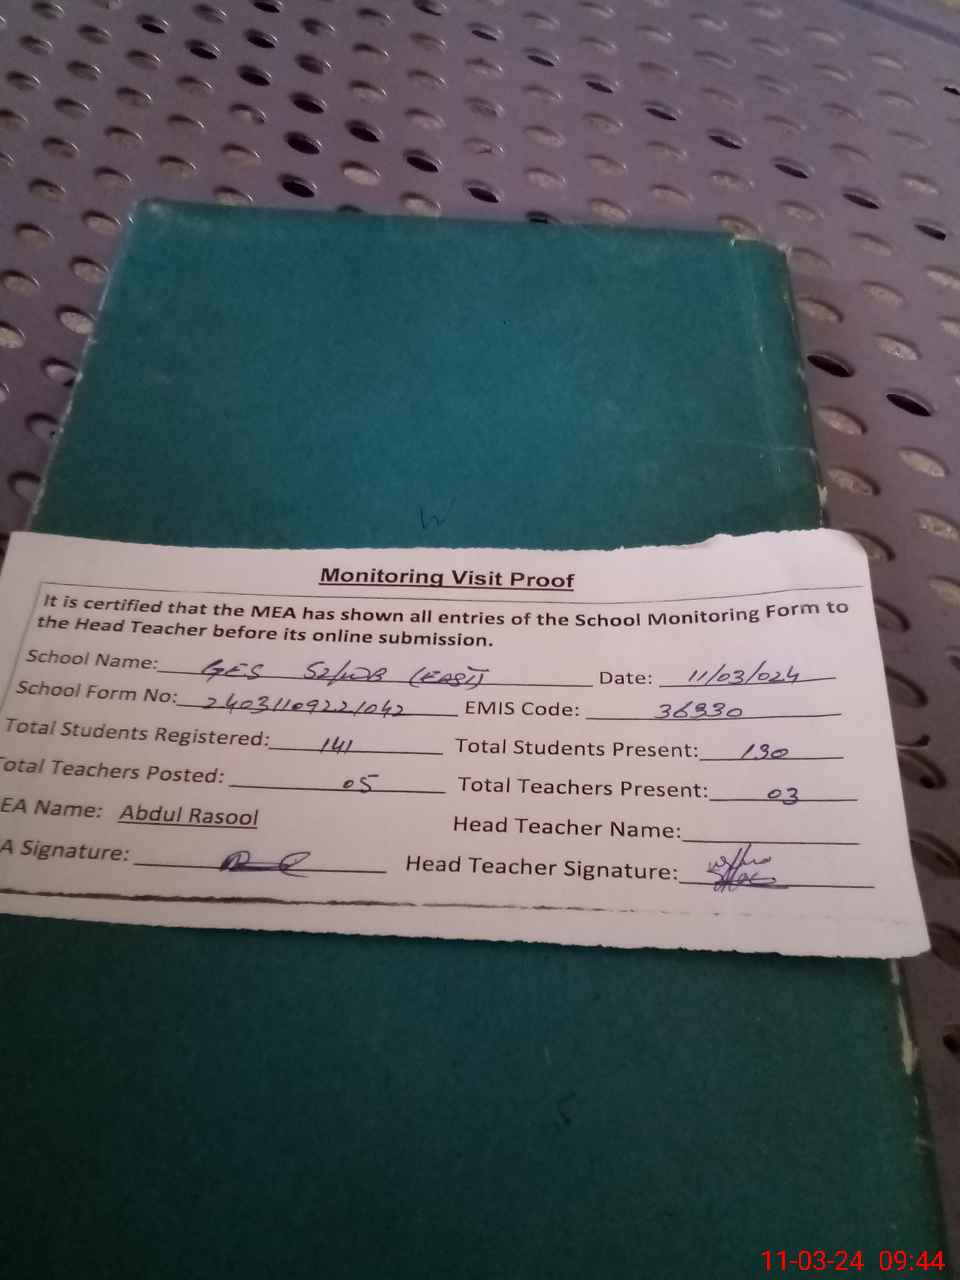 Monitoring Visit Proof
It is certified that the MEA has shown all entries of the School Monitoring Form to
the Head Teacher before its online submission.
School Name: GES (EAST) Date: 11/03/024
School Form No: 24031109221042 EMIS Code: 36330
Total Students Registered: 141 Total Students Present: 130
Total Teachers Posted: 05 Total Teachers Present: 03
EA Name: Abdul Rasool Head Teacher Name:
A Signature: Head Teacher Signature:
11-03-24 09:44